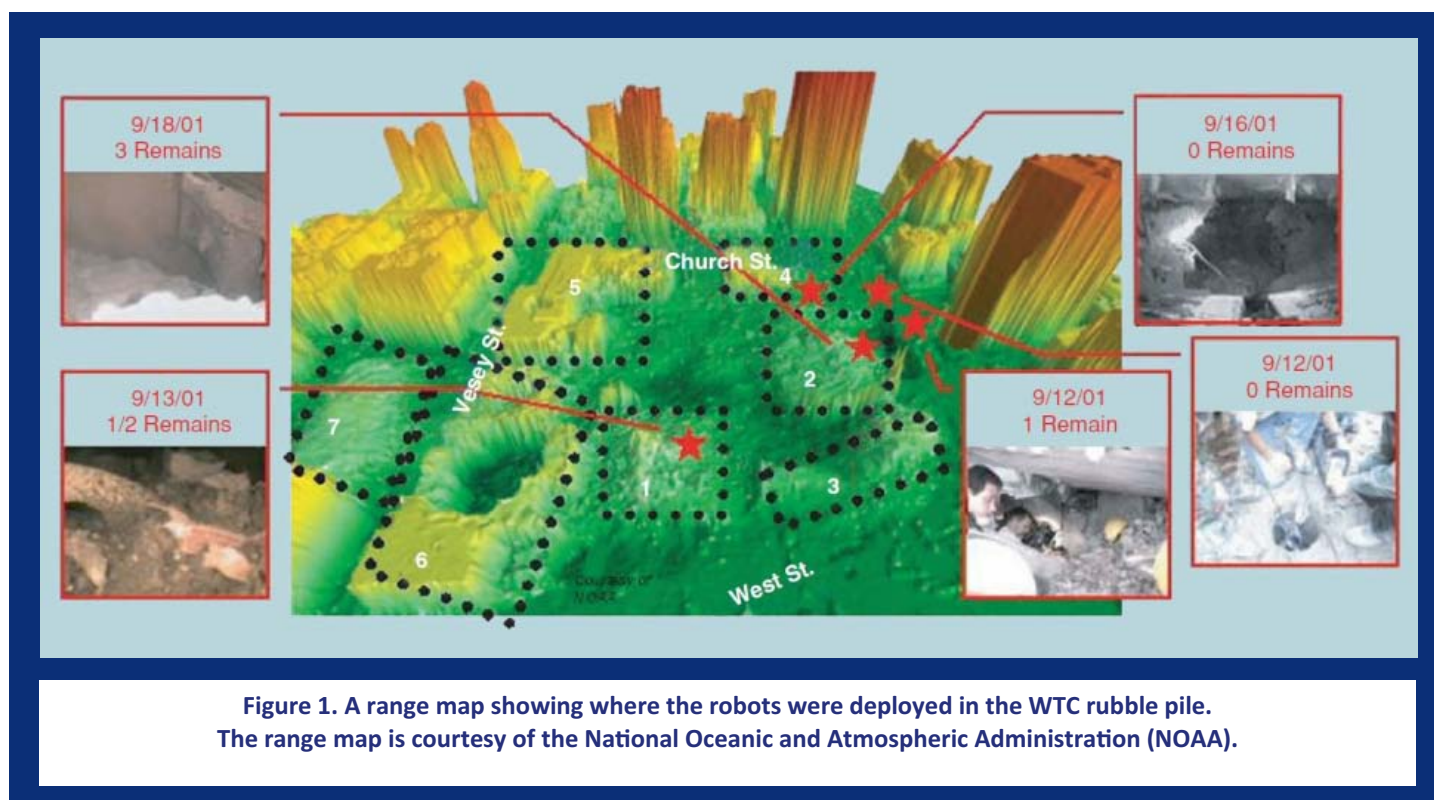 9/18/01
3 Remains
9/16/01
0 Remains
Church St.
4
5
Vesey St.
2
9/13/01
1/2 Remains
9/12/01
1 Remain
9/12/01
0 Remains
7
1
3
6
Courtesy of
NOAA
West St.
Figure 1. A range map showing where the robots were deployed in the WTC rubble pile.
The range map is courtesy of the National Oceanic and Atmospheric Administration (NOAA).